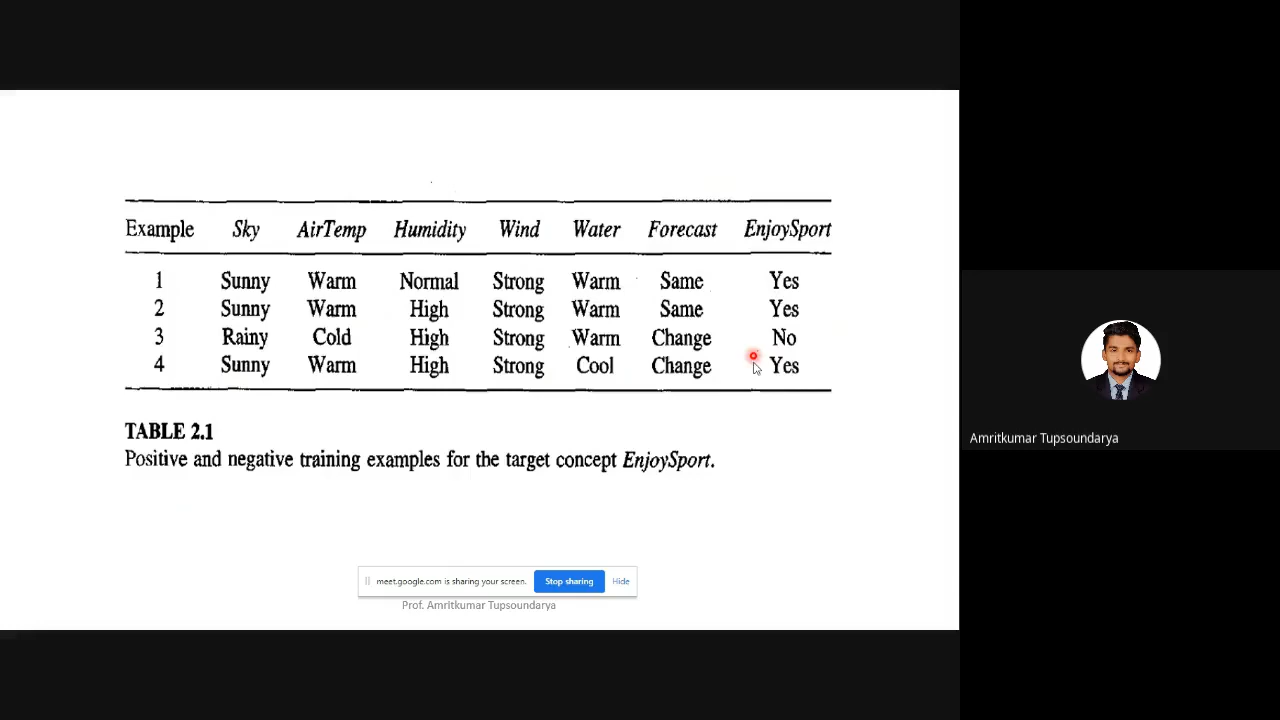 Example Sky AirTemp Humidity Wind Water Forecast EnjoySport
1 Sunny Warm Normal Strong Warm Same Yes
2 Sunny Warm High Strong Warm Same Yes
3 Rainy Cold High Strong Warm Change No
4 Sunny Warm High Strong Cool Change Yes
TABLE 2.1
Positive and negative training examples for the target concept EnjoySport.
meet.google.com is sharing your screen. Stop sharing Hide
Prof. Amritkumar Tupsoundarya
Amritkumar Tupsoundarya